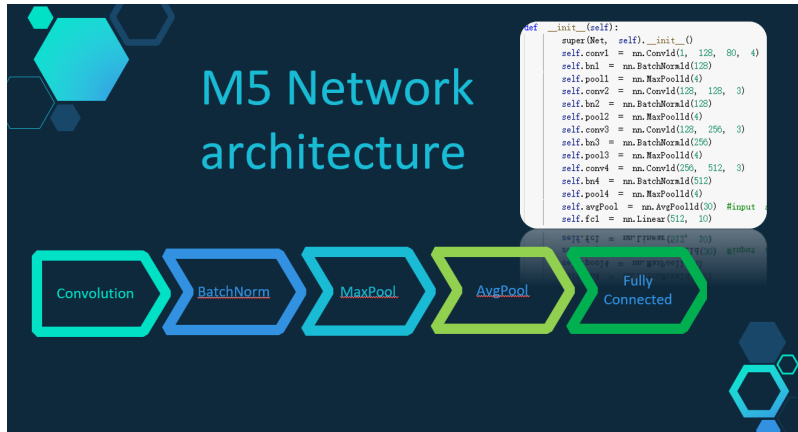 M5 Network
architecture
def __init__(self):
super(Net, self).__init__()
self.conv1 = nn.Conv1d(1, 128, 80, 4)
self.bn1 = nn.BatchNorm1d(128)
self.pool1 = nn.MaxPool1d(4)
self.conv2 = nn.Conv1d(128, 128, 3)
self.bn2 = nn.BatchNorm1d(128)
self.pool2 = nn.MaxPool1d(4)
self.conv3 = nn.Conv1d(128, 256, 3)
self.bn3 = nn.BatchNorm1d(256)
self.pool3 = nn.MaxPool1d(4)
self.conv4 = nn.Conv1d(256, 512, 3)
self.bn4 = nn.BatchNorm1d(512)
self.pool4 = nn.MaxPool1d(4)
self.avgPool = nn.AvgPool1d(30) #input
self.fc1 = nn.Linear(512, 10)
Convolution
BatchNorm
MaxPool
AvgPool
Fully
Connected